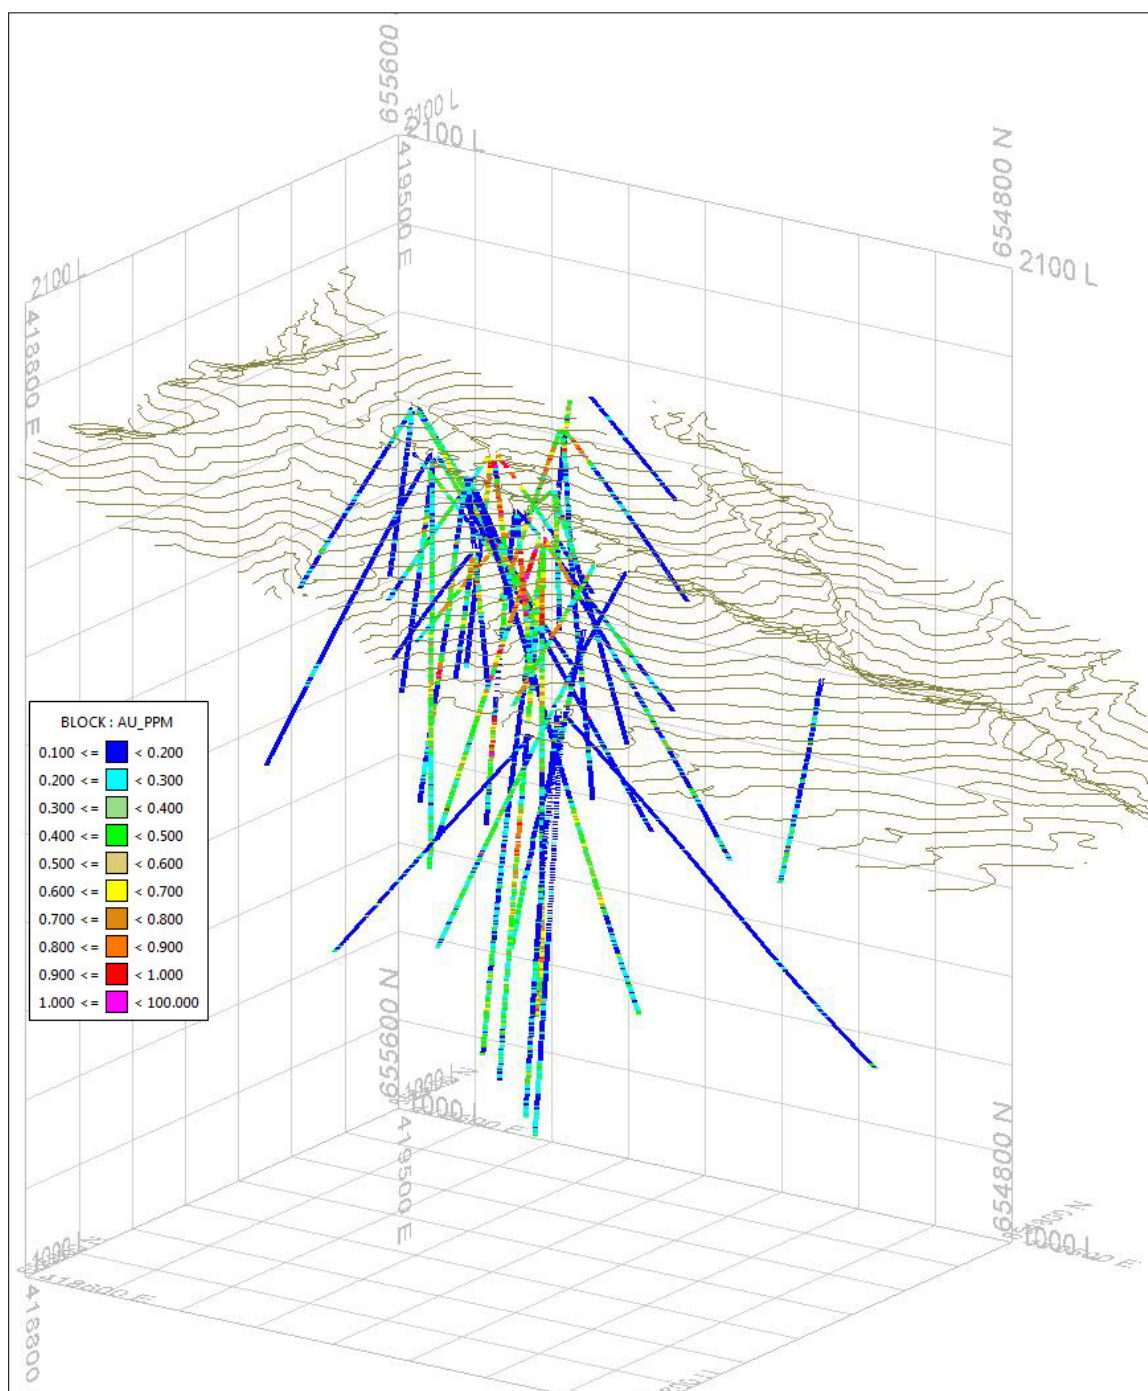 655600
2100 L
2100 L
419500 E
654800 N
2100 L
2100 L
418800 E
BLOCK : AU_PPM
0.100 <= < 0.200
0.200 <= < 0.300
0.300 <= < 0.400
0.400 <= < 0.500
0.500 <= < 0.600
0.600 <= < 0.700
0.700 <= < 0.800
0.800 <= < 0.900
0.900 <= < 1.000
1.000 <= < 100.000
655600 N
1000 L
1000 L
419500 E
654800 N
1000 L
1000 L
418800